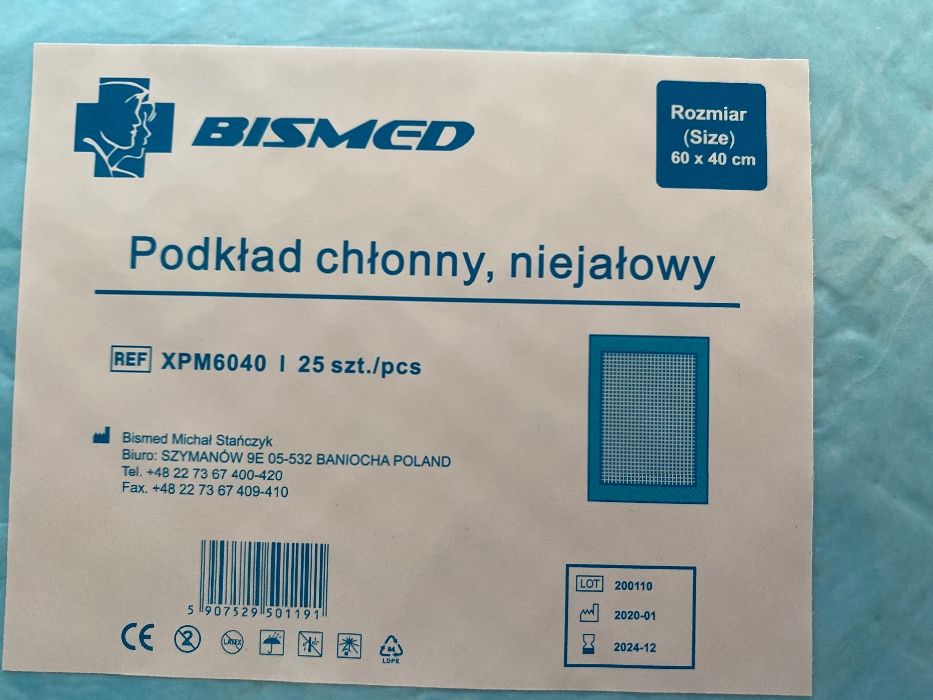 BISMED
Rozmiar
(Size)
60 x 40 cm
Podkład chłonny, niejałowy
REF XPM6040 I 25 szt./pcs
Bismed Michał Stańczyk
Biuro: SZYMANÓW 9E 05-532 BANIOCHA POLAND
Tel. +48 22 73 67 400-420
Fax. +48 22 73 67 409-410
5 907529 501191
LOT 200110
2020-01
2024-12
CE 2 LATEX 04
LDPE